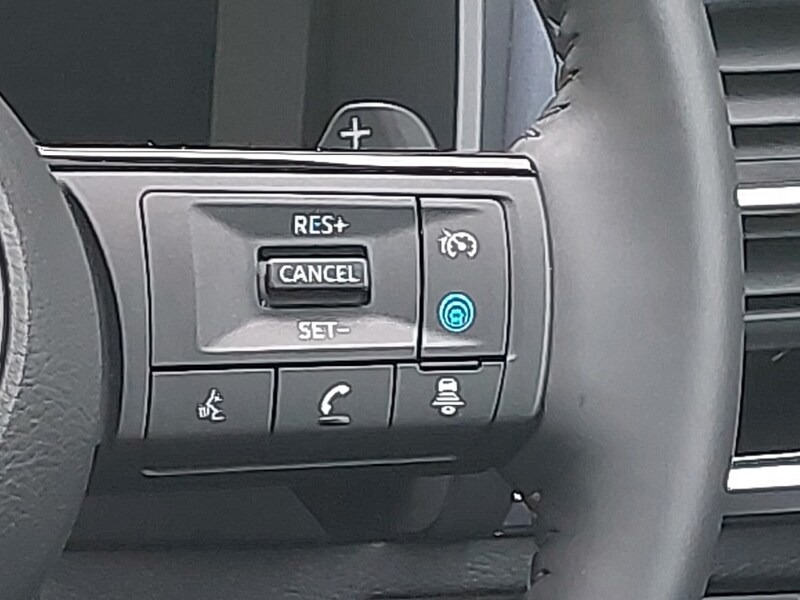 +
RES+
CANCEL
SET-